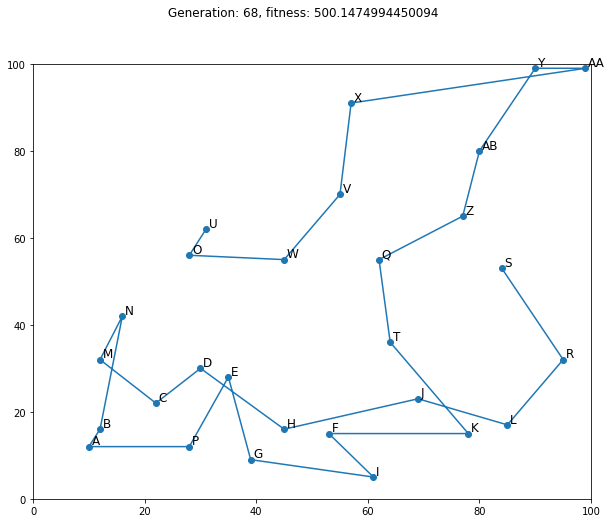 Generation: 68, fitness: 500.1474994450094
100
Y
AA
X
80
AB
V
Z
60
U
O
W
Q
S
40
N
T
M
R
D
E
20
C
J
B
H
F
K
L
A
P
G
I
0
0
20
40
60
80
100